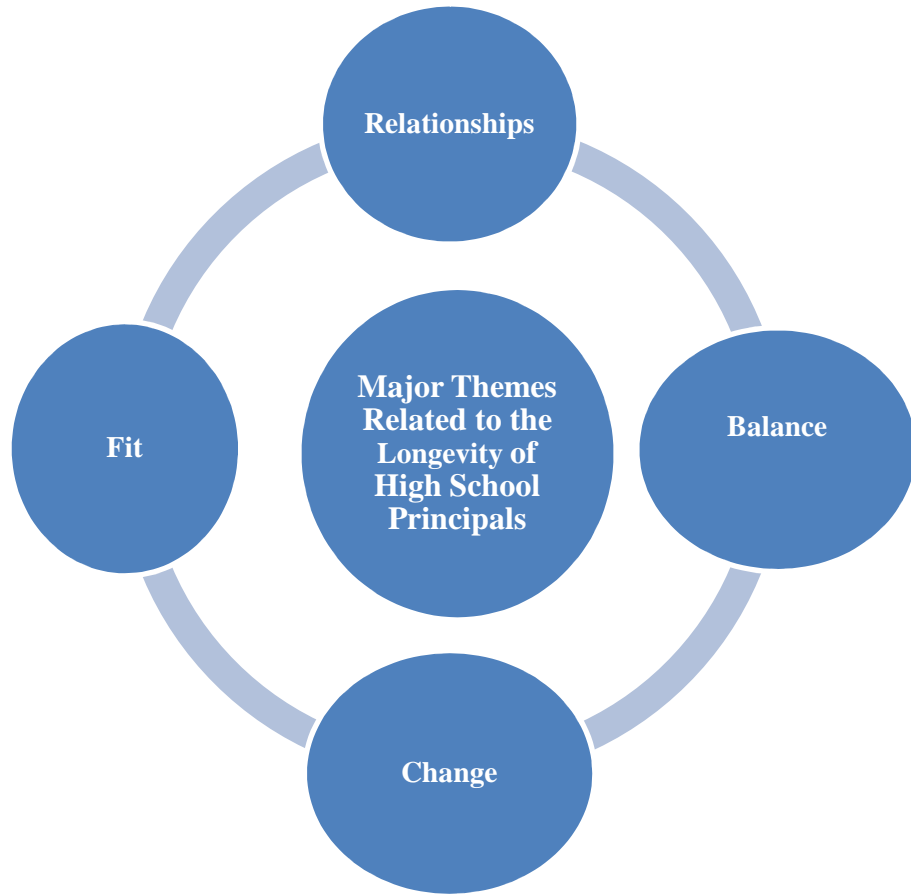 Relationships
Major Themes
Related to the
Longevity of
High School
Principals
Balance
Fit
Change